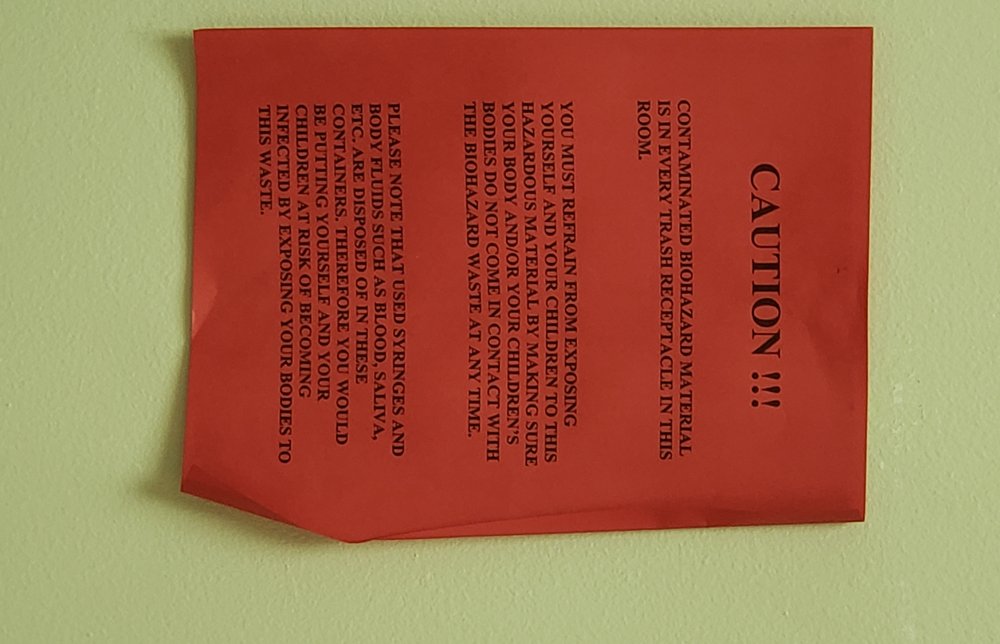 CAUTION !!!
CONTAMINATED BIOHAZARD MATERIAL
IS IN EVERY TRASH RECEPTACLE IN THIS
ROOM.
YOU MUST REFRAIN FROM EXPOSING
YOURSELF AND YOUR CHILDREN TO THIS
HAZARDOUS MATERIAL BY MAKING SURE
YOUR BODY AND/OR YOUR CHILDREN'S
BODIES DO NOT COME IN CONTACT WITH
THE BIOHAZARD WASTE AT ANY TIME.
PLEASE NOTE THAT USED SYRINGES AND
BODY FLUIDS SUCH AS BLOOD, SALIVA,
ETC. ARE DISPOSED OF IN THESE
CONTAINERS. THEREFORE YOU WOULD
BE PUTTING YOURSELF AND YOUR
CHILDREN AT RISK OF BECOMING
INFECTED BY EXPOSING YOUR BODIES TO
THIS WASTE.